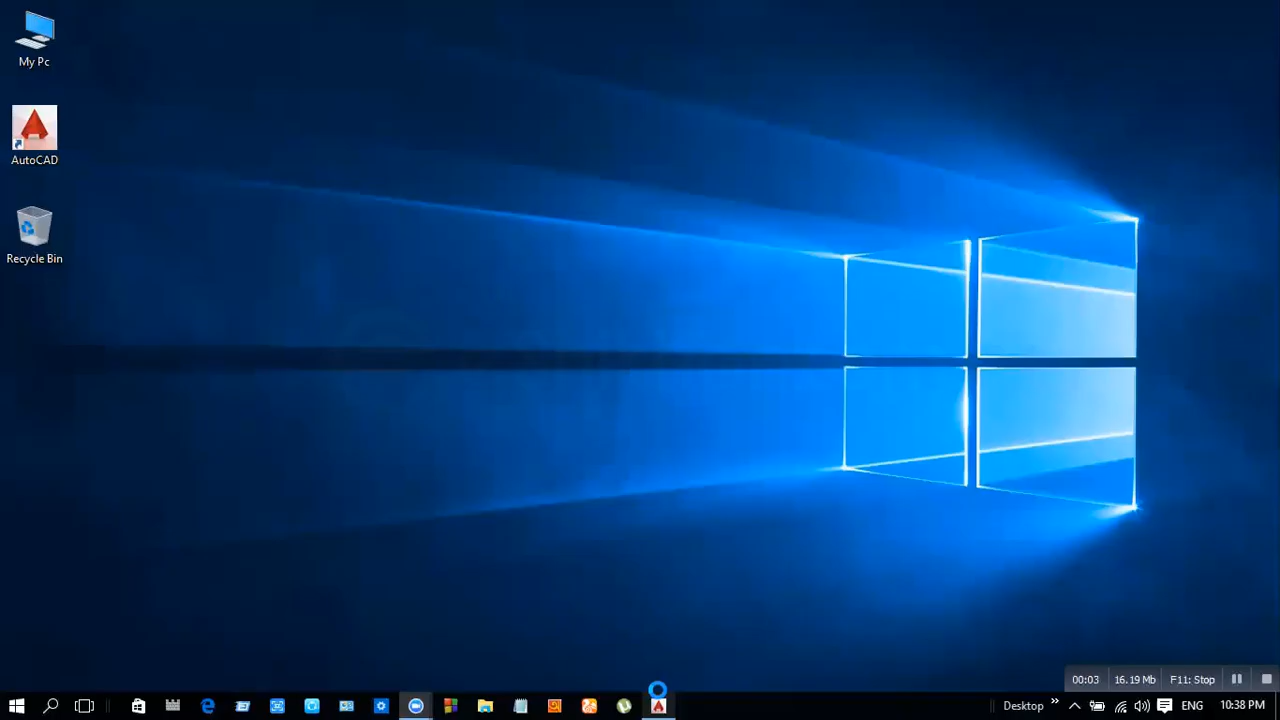 My Pc
AutoCAD
Recycle Bin
00:03 16.19 Mb F11: Stop
Desktop ENG 10:38 PM